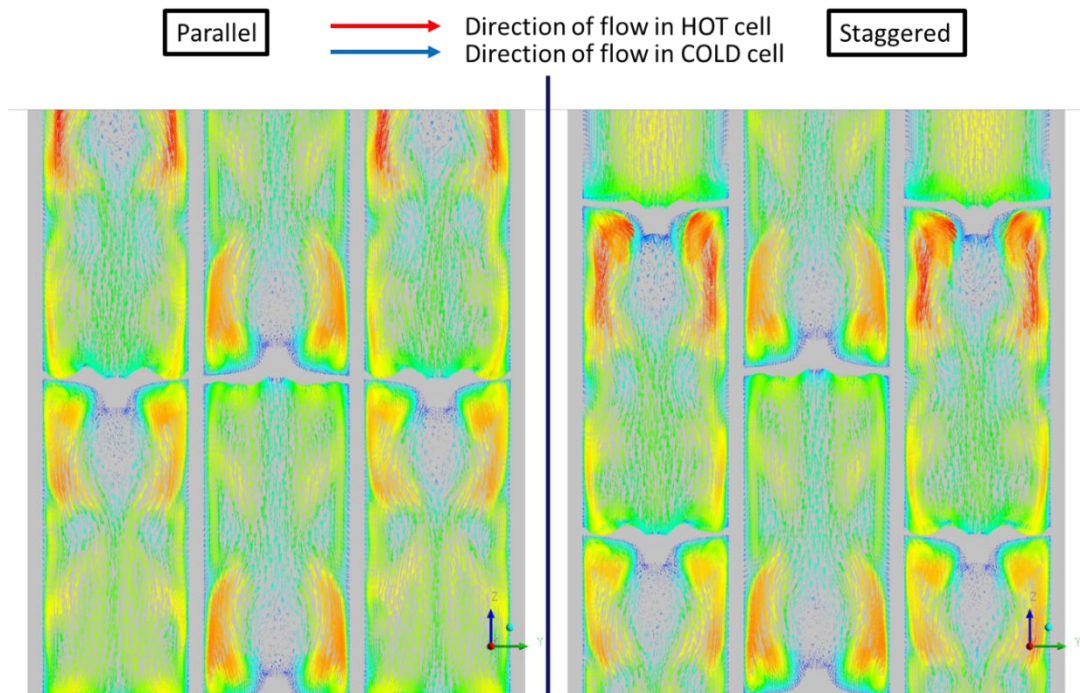 Parallel
Direction of flow in HOT cell
Direction of flow in COLD cell
Staggered
Z
Y
Z
Y